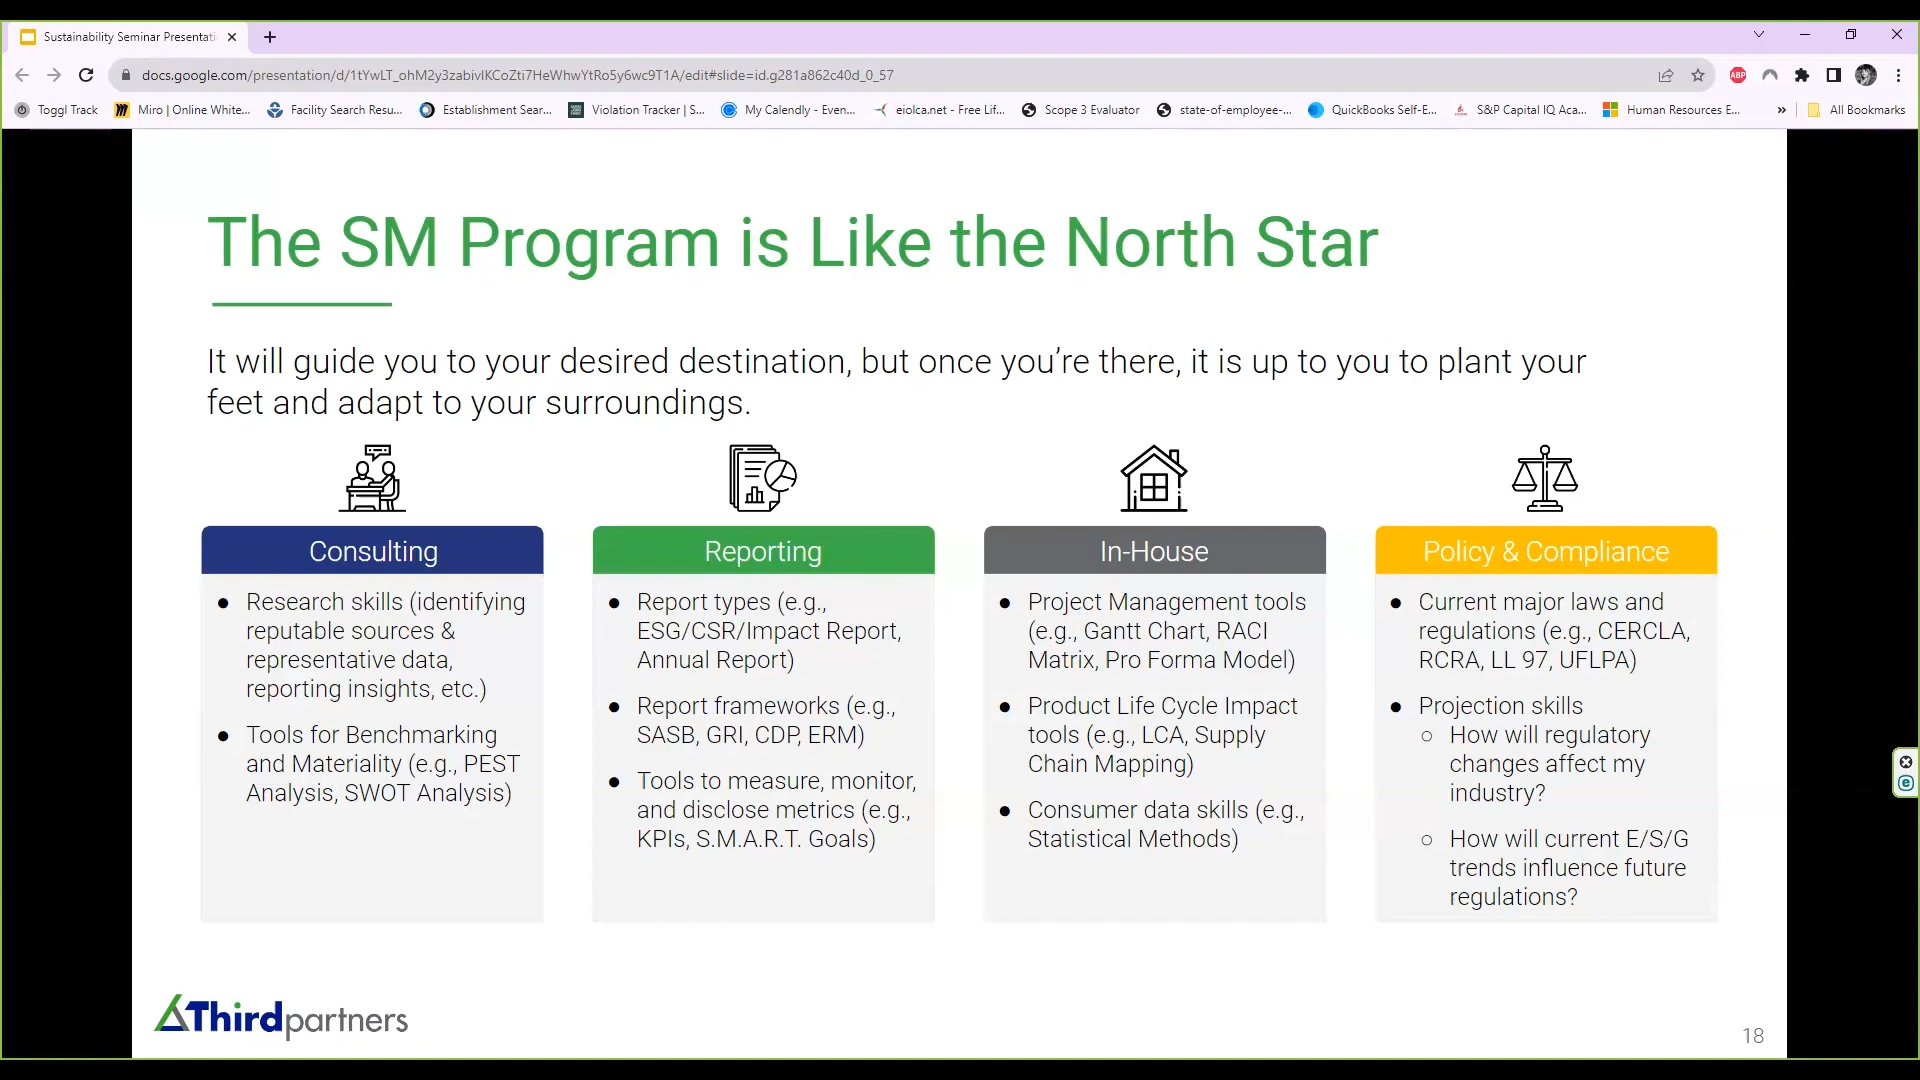 Sustainability Seminar Presentati
docs.google.com/presentation/d/1tYwLT_ohM2y3zabivIKCoZti7HeWhwYtRo5y6wc9T1A/edit#slide=id.g281a862c40d_0_57
ABP
Toggl Track
Miro | Online White...
Facility Search Resu...
Establishment Sear...
Violation Tracker | S...
My Calendly - Even...
eiolca.net - Free Lif...
Scope 3 Evaluator
state-of-employee-...
QuickBooks Self-E...
S&P Capital IQ Aca...
Human Resources E...
»
All Bookmarks
The SM Program is Like the North Star
It will guide you to your desired destination, but once you’re there, it is up to you to plant your
feet and adapt to your surroundings.
Consulting
● Research skills (identifying
reputable sources &
representative data,
reporting insights, etc.)
● Tools for Benchmarking
and Materiality (e.g., PEST
Analysis, SWOT Analysis)
Reporting
● Report types (e.g.,
ESG/CSR/Impact Report,
Annual Report)
● Report frameworks (e.g.,
SASB, GRI, CDP, ERM)
● Tools to measure, monitor,
and disclose metrics (e.g.,
KPIs, S.M.A.R.T. Goals)
In-House
● Project Management tools
(e.g., Gantt Chart, RACI
Matrix, Pro Forma Model)
● Product Life Cycle Impact
tools (e.g., LCA, Supply
Chain Mapping)
● Consumer data skills (e.g.,
Statistical Methods)
Policy & Compliance
● Current major laws and
regulations (e.g., CERCLA,
RCRA, LL 97, UFLPA)
● Projection skills
○ How will regulatory
changes affect my
industry?
○ How will current E/S/G
trends influence future
regulations?
Thirdpartners
18